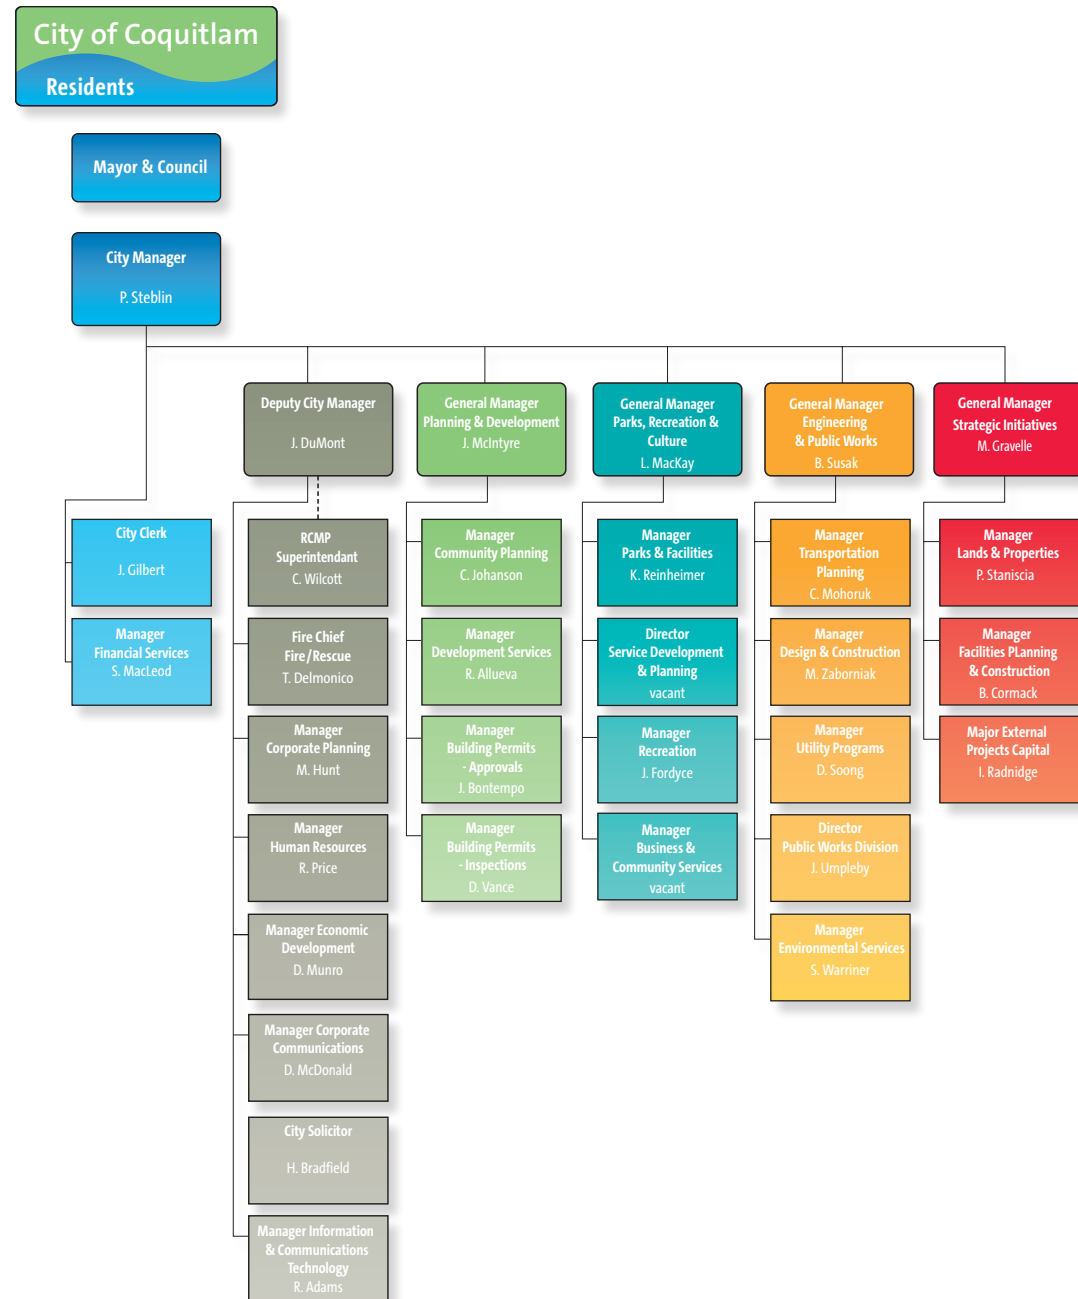 City of Coquitlam
Residents
Mayor & Council
City Manager
P. Steblin
Deputy City Manager
J. DuMont
General Manager
Planning & Development
J. McIntyre
General Manager
Parks, Recreation &
Culture
L. MacKay
General Manager
Engineering
& Public Works
B. Susak
General Manager
Strategic Initiatives
M. Gravelle
City Clerk
J. Gilbert
Manager
Financial Services
S. MacLeod
RCMP
Superintendant
C. Wilcott
Fire Chief
Fire/Rescue
T. Delmonico
Manager
Corporate Planning
M. Hunt
Manager
Human Resources
R. Price
Manager Economic
Development
D. Munro
Manager Corporate
Communications
D. McDonald
City Solicitor
H. Bradfield
Manager Information
& Communications
Technology
R. Adams
Manager
Community Planning
C. Johanson
Manager
Development Services
R. Allueva
Manager
Building Permits
- Approvals
J. Bontempo
Manager
Building Permits
- Inspections
D. Vance
Manager
Parks & Facilities
K. Reinheimer
Director
Service Development
& Planning
vacant
Manager
Recreation
J. Fordyce
Manager
Business &
Community Services
vacant
Manager
Transportation
Planning
C. Mohoruk
Manager
Design & Construction
M. Zaborniak
Manager
Utility Programs
D. Soong
Director
Public Works Division
J. Umpleby
Manager
Environmental Services
S. Warriner
Manager
Lands & Properties
P. Staniscia
Manager
Facilities Planning
& Construction
B. Cormack
Major External
Projects Capital
I. Radnidge